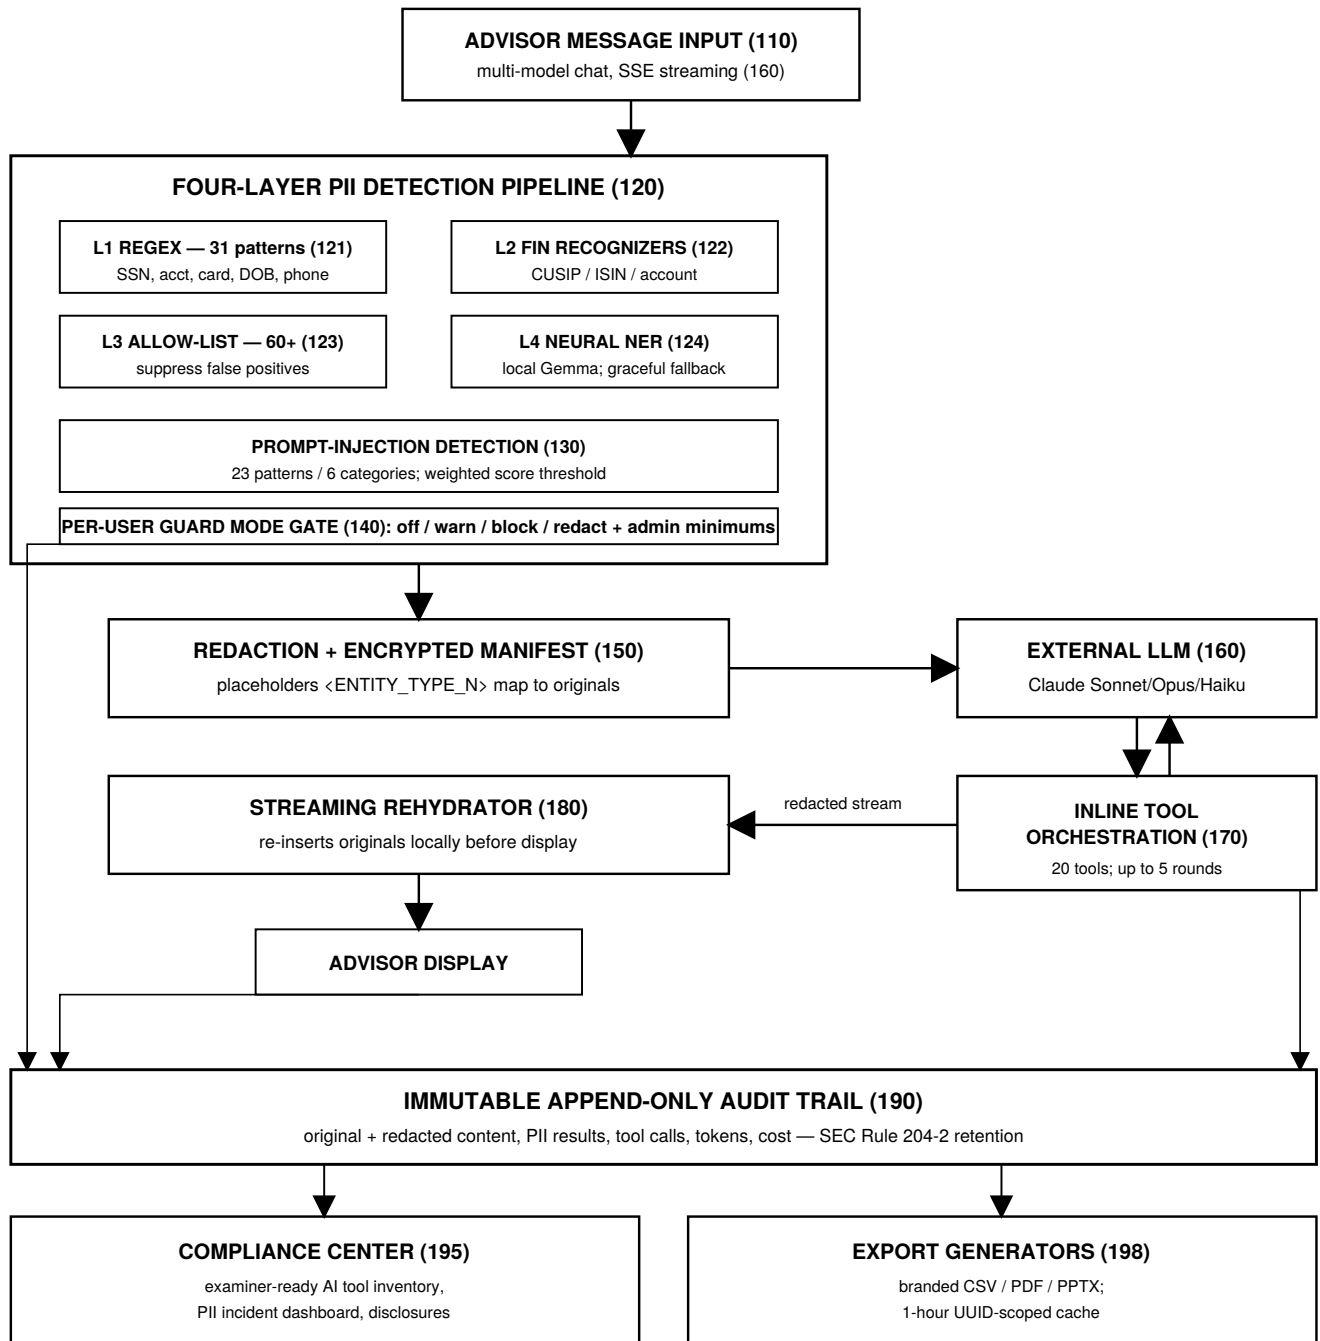 ADVISOR MESSAGE INPUT (110)
multi-model chat, SSE streaming (160)
FOUR-LAYER PII DETECTION PIPELINE (120)
L1 REGEX — 31 patterns (121)
SSN, acct, card, DOB, phone
L2 FIN RECOGNIZERS (122)
CUSIP / ISIN / account
L3 ALLOW-LIST — 60+ (123)
suppress false positives
L4 NEURAL NER (124)
local Gemma; graceful fallback
PROMPT-INJECTION DETECTION (130)
23 patterns / 6 categories; weighted score threshold
PER-USER GUARD MODE GATE (140): off / warn / block / redact + admin minimums
REDACTION + ENCRYPTED MANIFEST (150)
placeholders <ENTITY_TYPE_N> map to originals
EXTERNAL LLM (160)
Claude Sonnet/Opus/Haiku
STREAMING REHYDRATOR (180)
re-inserts originals locally before display
redacted stream
INLINE TOOL
ORCHESTRATION (170)
20 tools; up to 5 rounds
ADVISOR DISPLAY
IMMUTABLE APPEND-ONLY AUDIT TRAIL (190)
original + redacted content, PII results, tool calls, tokens, cost — SEC Rule 204-2 retention
COMPLIANCE CENTER (195)
examiner-ready AI tool inventory,
PII incident dashboard, disclosures
EXPORT GENERATORS (198)
branded CSV / PDF / PPTX;
1-hour UUID-scoped cache